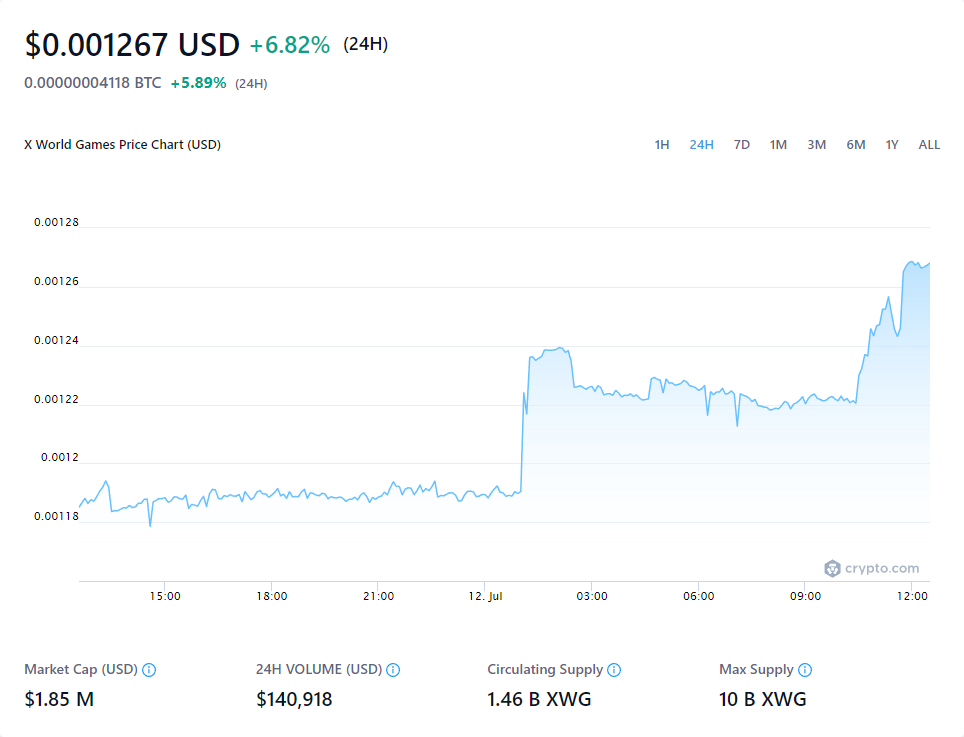 $0.001267 USD +6.82% (24H)
0.00000004118 BTC +5.89% (24H)
X World Games Price Chart (USD)
1H 24H 7D 1M 3M 6M 1Y ALL
0.00128
0.00126
0.00124
0.00122
0.0012
0.00118
crypto.com
15:00 18:00 21:00 12. Jul 03:00 06:00 09:00 12:00
Market Cap (USD) 24H VOLUME (USD) Circulating Supply Max Supply
$1.85 M $140,918 1.46 B XWG 10 B XWG